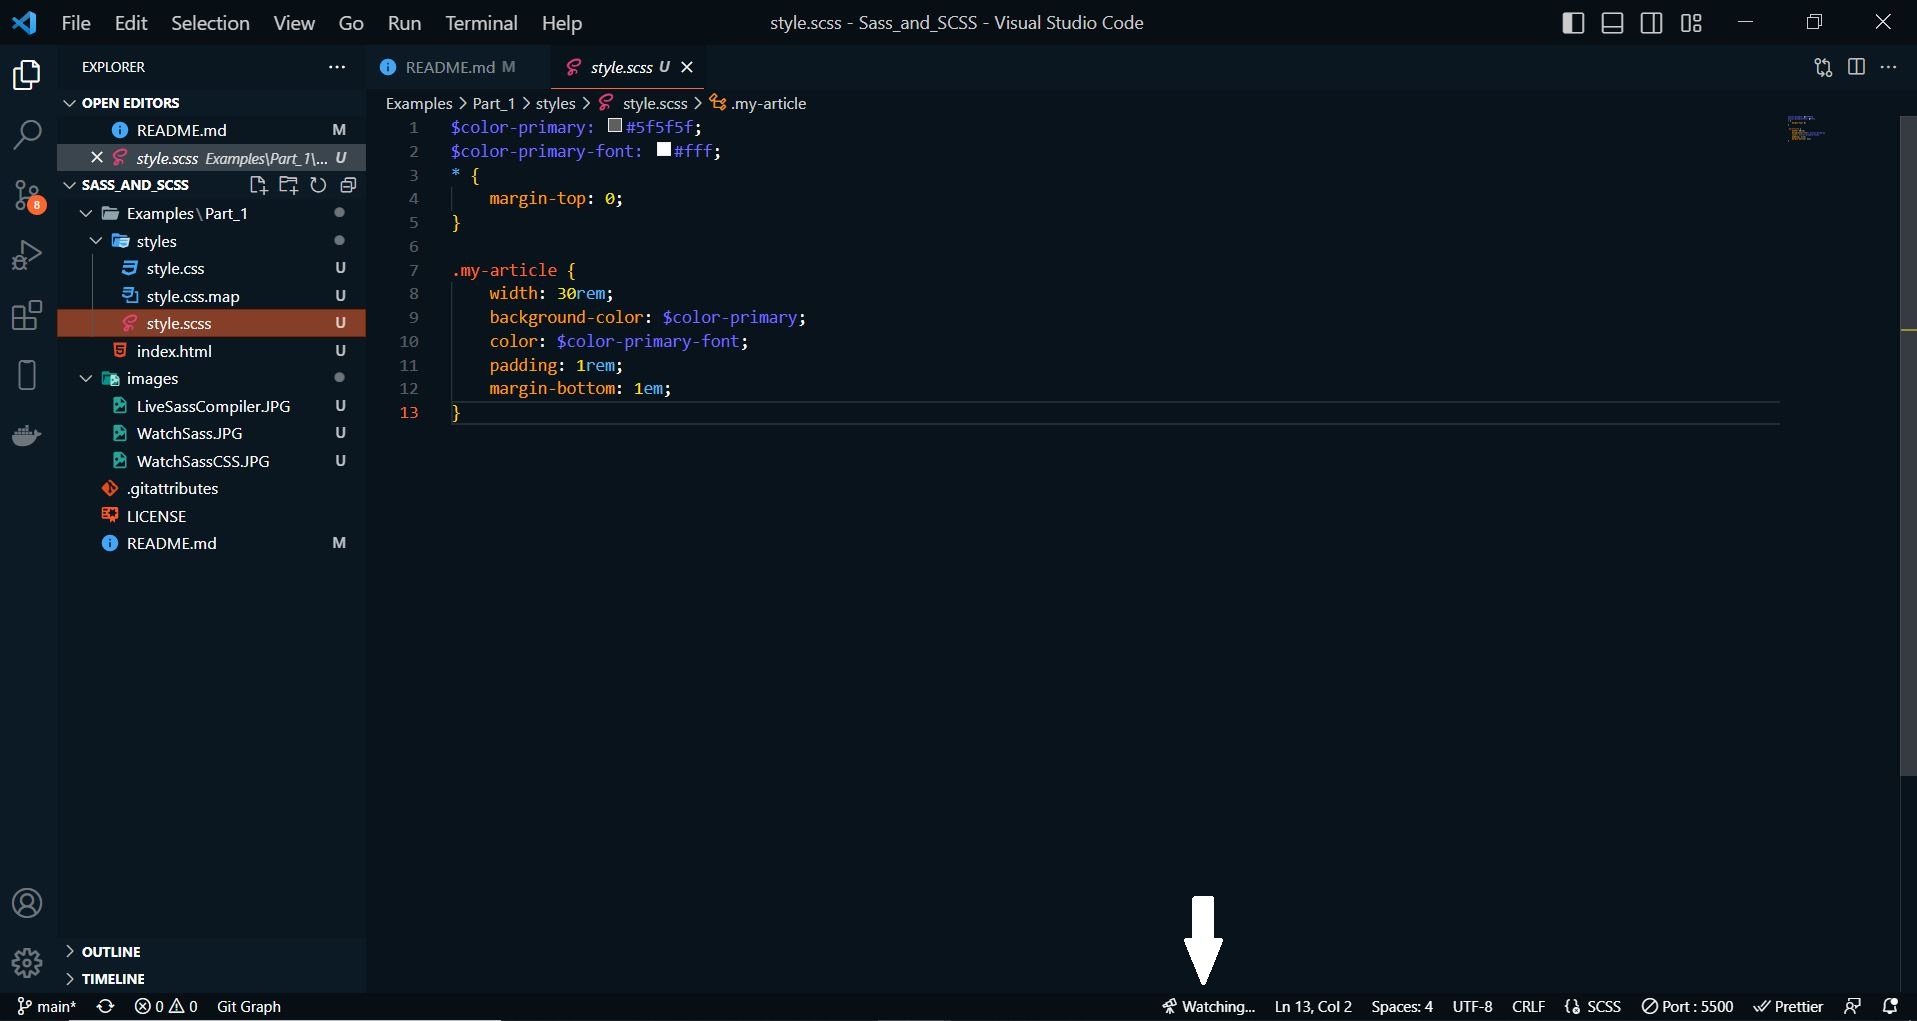 File Edit Selection View Go Run Terminal Help
style.scss - Sass_and_SCSS - Visual Studio Code
EXPLORER
OPEN EDITORS
README.md M
style.scss Examples\Part_1\... U
SASS_AND_SCSS
8
Examples \ Part_1
styles
style.css U
style.css.map U
style.scss U
index.html U
images
LiveSassCompiler.JPG U
WatchSass.JPG U
WatchSassCSS.JPG U
.gitattributes
LICENSE
README.md M
OUTLINE
TIMELINE
README.md M
style.scss U
Examples > Part_1 > styles > style.scss > .my-article
1 $color-primary: #5f5f5f;
2 $color-primary-font: #fff;
3 * {
4 margin-top: 0;
5 }
6
7 .my-article {
8 width: 30rem;
9 background-color: $color-primary;
10 color: $color-primary-font;
11 padding: 1rem;
12 margin-bottom: 1em;
13 }
main* 0 0 Git Graph
Watching... Ln 13, Col 2 Spaces: 4 UTF-8 CRLF {} SCSS Port : 5500 Prettier